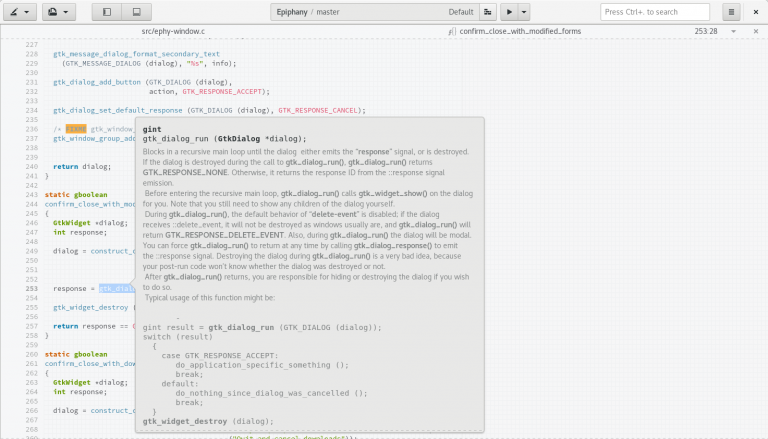 Epiphany / master Default
Press Ctrl+. to search
src/ephy-window.c
confirm_close_with_modified_forms
253:28
227
228 gtk_message_dialog_format_secondary_text
229 (GTK_MESSAGE_DIALOG (dialog), "%s", info);
230
231 gtk_dialog_add_button (GTK_DIALOG (dialog),
232 action, GTK_RESPONSE_ACCEPT);
233
234 gtk_dialog_set_default_response (GTK_DIALOG (dialog), GTK_RESPONSE_CANCEL);
235
236 /* FIXME gtk_window_
237 gtk_window_group_add
238
239
240 return dialog;
241 }
242
243 static gboolean
244 confirm_close_with_mod
245 {
246 GtkWidget *dialog;
247 int response;
248
249 dialog = construct_c
250
251
252
253 response = gtk_dial
254
255 gtk_widget_destroy (
256
257 return response ==
258 }
259
260 static gboolean
261 confirm_close_with_dow
262 {
263 GtkWidget *dialog;
264 int response;
265
266 dialog = construct_c
267
268
gint
gtk_dialog_run (GtkDialog *dialog);
Blocks in a recursive main loop until the dialog either emits the "response" signal, or is destroyed.
If the dialog is destroyed during the call to gtk_dialog_run(), gtk_dialog_run() returns
GTK_RESPONSE_NONE. Otherwise, it returns the response ID from the ::response signal
emission.
Before entering the recursive main loop, gtk_dialog_run() calls gtk_widget_show() on the dialog
for you. Note that you still need to show any children of the dialog yourself.
During gtk_dialog_run(), the default behavior of "delete-event" is disabled; if the dialog
receives ::delete_event, it will not be destroyed as windows usually are, and gtk_dialog_run() will
return GTK_RESPONSE_DELETE_EVENT. Also, during gtk_dialog_run() the dialog will be modal.
You can force gtk_dialog_run() to return at any time by calling gtk_dialog_response() to emit
the ::response signal. Destroying the dialog during gtk_dialog_run() is a very bad idea, because
your post-run code won't know whether the dialog was destroyed or not.
After gtk_dialog_run() returns, you are responsible for hiding or destroying the dialog if you wish
to do so.
Typical usage of this function might be:
gint result = gtk_dialog_run (GTK_DIALOG (dialog));
switch (result)
{
case GTK_RESPONSE_ACCEPT:
do_application_specific_something ();
break;
default:
do_nothing_since_dialog_was_cancelled ();
break;
}
gtk_widget_destroy (dialog);